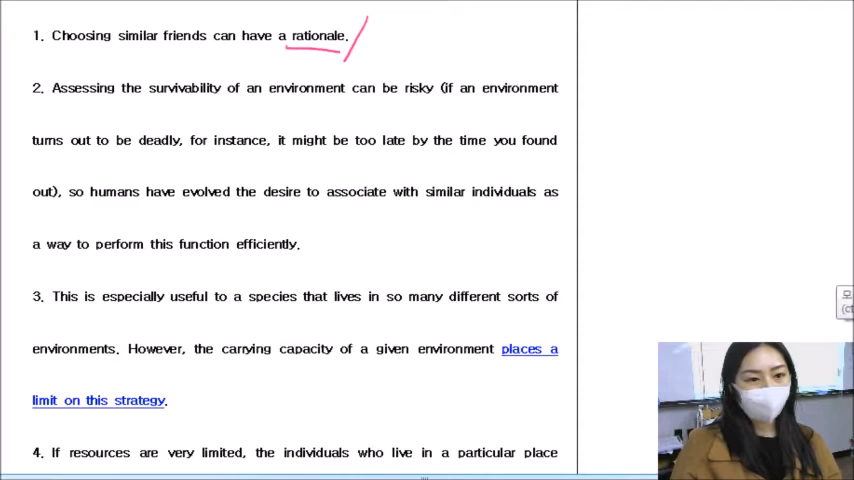 1. Choosing similar friends can have a rationale.
2. Assessing the survivability of an environment can be risky (if an environment
turns out to be deadly, for instance, it might be too late by the time you found
out), so humans have evolved the desire to associate with similar individuals as
a way to perform this function efficiently.
3. This is especially useful to a species that lives in so many different sorts of
environments. However, the carrying capacity of a given environment places a
limit on this strategy.
4. If resources are very limited, the individuals who live in a particular place